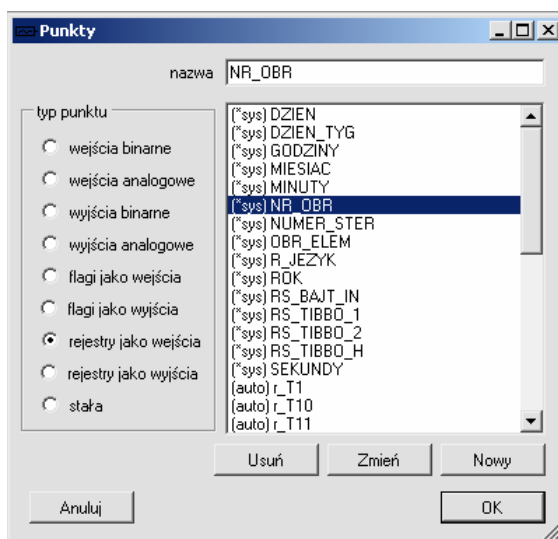 Punkty
nazwa NR_OBR
typ punktu
wejścia binarne
wejścia analogowe
wyjścia binarne
wyjścia analogowe
flagi jako wejścia
flagi jako wyjścia
rejestry jako wejścia
rejestry jako wyjścia
stała
(*sys) DZIEN
(*sys) DZIEN_TYG
(*sys) GODZINY
(*sys) MIESIAC
(*sys) MINUTY
(*sys) NR_OBR
(*sys) NUMER_STER
(*sys) OBR_ELEM
(*sys) R_JEZYK
(*sys) ROK
(*sys) RS_BAJT_IN
(*sys) RS_TIBBO_1
(*sys) RS_TIBBO_2
(*sys) RS_TIBBO_H
(*sys) SEKUNDY
(auto) r_T1
(auto) r_T10
(auto) r_T11
Usuń Zmień Nowy
Anuluj OK